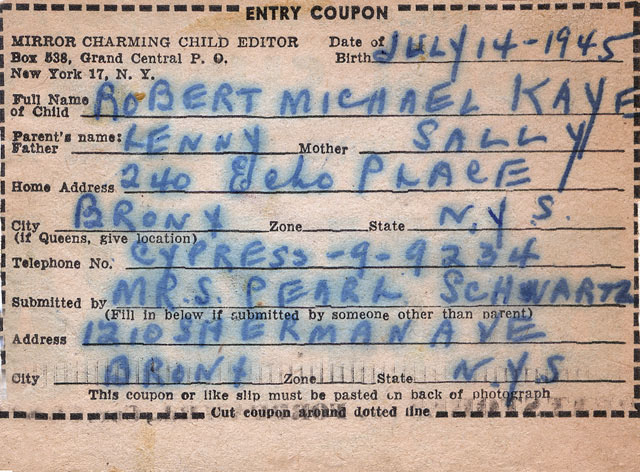 ENTRY COUPON
MIRROR CHARMING CHILD EDITOR
Box 538, Grand Central P. O.
New York 17, N. Y.
Date of Birth JULY 14-1945
Full Name of Child ROBERT MICHAEL KAYE
Parent's name: Father LENNY Mother SALLY
Home Address 240 Echo PLACE
City BRONX Zone State N.Y S.
(if Queens, give location)
Telephone No. CYPRESS-9-9234
Submitted by MRS. PEARL SCHWARTZ
(Fill in below if submitted by someone other than parent)
Address 1210 SHERMAN AVE
City BRONX Zone State N.Y.S
This coupon or like slip must be pasted on back of photograph
Cut coupon around dotted line